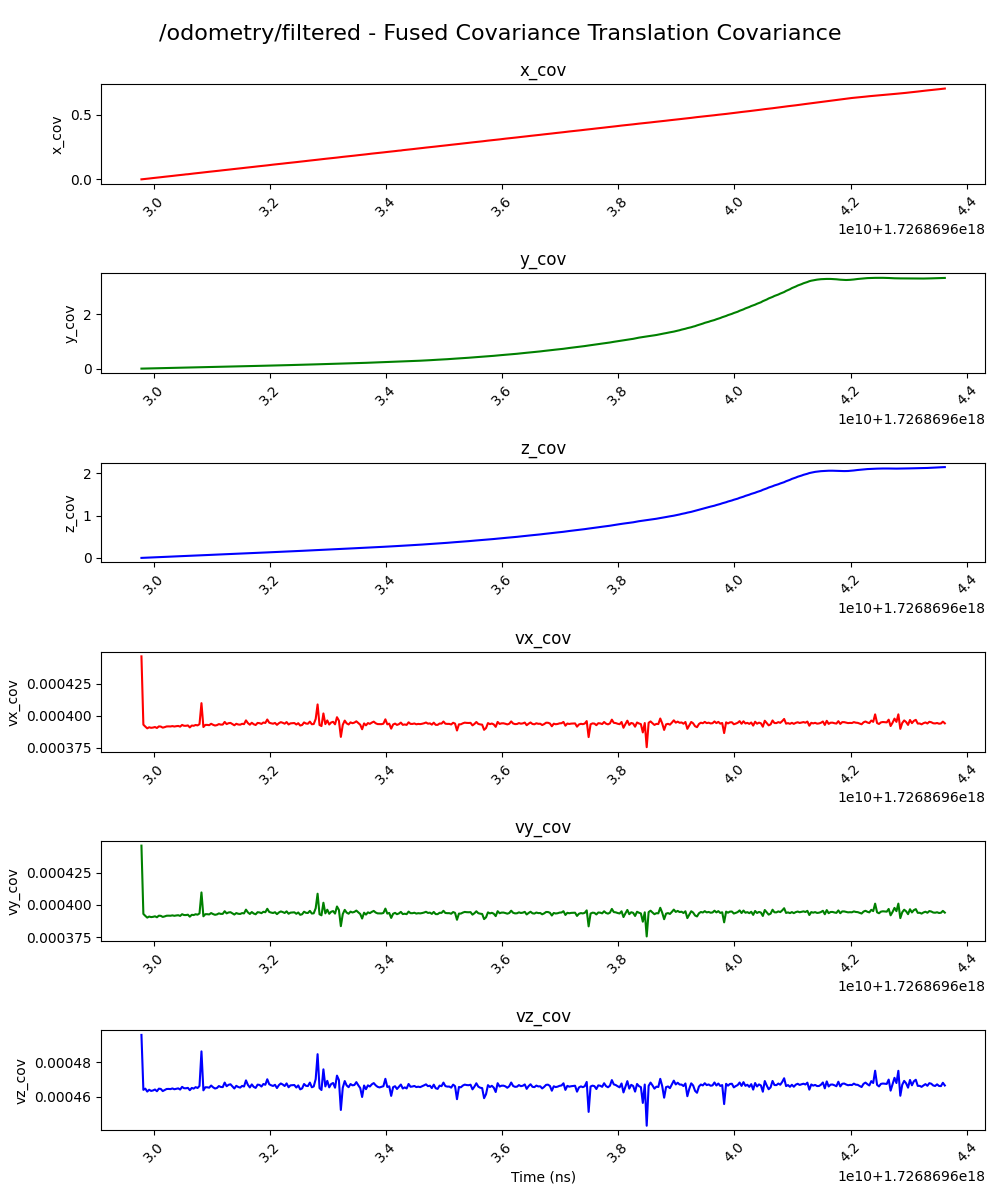 /odometry/filtered - Fused Covariance Translation Covariance
x_cov
x_cov
0.5
0.0
3.0 3.2 3.4 3.6 3.8 4.0 4.2 4.4
1e10+1.7268696e18
y_cov
y_cov
2
0
3.0 3.2 3.4 3.6 3.8 4.0 4.2 4.4
1e10+1.7268696e18
z_cov
z_cov
2
1
0
3.0 3.2 3.4 3.6 3.8 4.0 4.2 4.4
1e10+1.7268696e18
vx_cov
vx_cov
0.000425
0.000400
0.000375
3.0 3.2 3.4 3.6 3.8 4.0 4.2 4.4
1e10+1.7268696e18
vy_cov
vy_cov
0.000425
0.000400
0.000375
3.0 3.2 3.4 3.6 3.8 4.0 4.2 4.4
1e10+1.7268696e18
vz_cov
vz_cov
0.00048
0.00046
3.0 3.2 3.4 3.6 3.8 4.0 4.2 4.4
Time (ns)
1e10+1.7268696e18